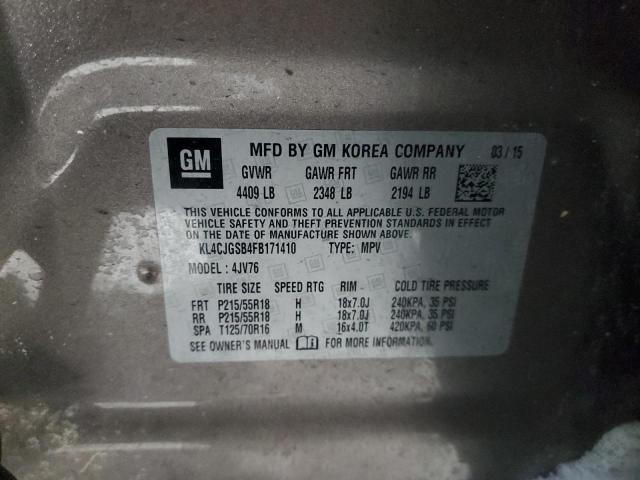 GM MFD BY GM KOREA COMPANY 03/15
GVWR GAWR FRT GAWR RR
4409 LB 2348 LB 2194 LB
THIS VEHICLE CONFORMS TO ALL APPLICABLE U.S. FEDERAL MOTOR
VEHICLE SAFETY AND THEFT PREVENTION STANDARDS IN
EFFECT ON THE DATE OF MANUFACTURE SHOWN ABOVE.
KL4CJGSB4FB171410 TYPE: MPV
MODEL: 4JV76
TIRE SIZE SPEED RTG RIM COLD TIRE PRESSURE
FRT P215/55R18 H 18x7.0J 240KPA, 35 PSI
RR P215/55R18 H 18x7.0J 240KPA, 35 PSI
SPA T125/70R16 M 16x4.0T 420KPA, 60 PSI
SEE OWNER'S MANUAL FOR MORE INFORMATION.